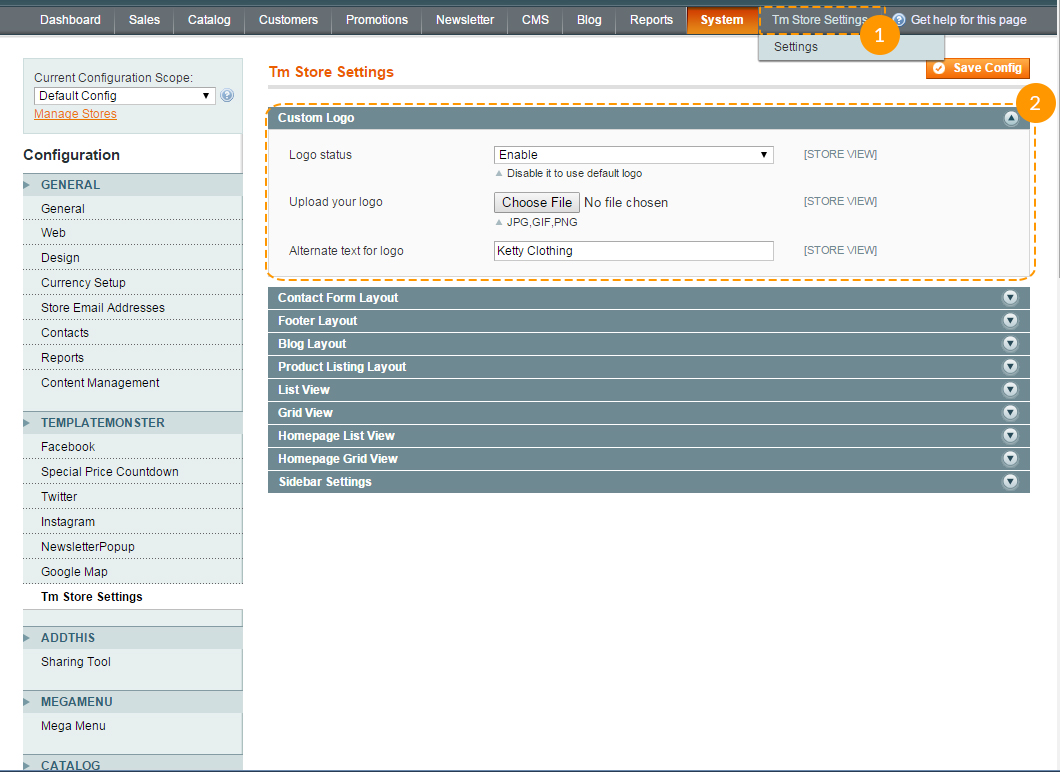 Dashboard Sales Catalog Customers Promotions Newsletter CMS Blog Reports System Tm Store Settings Get help for this page
1
Settings
Current Configuration Scope:
Default Config
Manage Stores
Tm Store Settings
Save Config
2
Configuration
GENERAL
General
Web
Design
Currency Setup
Store Email Addresses
Contacts
Reports
Content Management
TEMPLATEMONSTER
Facebook
Special Price Countdown
Twitter
Instagram
NewsletterPopup
Google Map
Tm Store Settings
ADDTHIS
Sharing Tool
MEGAMENU
Mega Menu
CATALOG
Custom Logo
Logo status Enable [STORE VIEW]
Disable it to use default logo
Upload your logo Choose File No file chosen [STORE VIEW]
JPG,GIF,PNG
Alternate text for logo Ketty Clothing [STORE VIEW]
Contact Form Layout
Footer Layout
Blog Layout
Product Listing Layout
List View
Grid View
Homepage List View
Homepage Grid View
Sidebar Settings